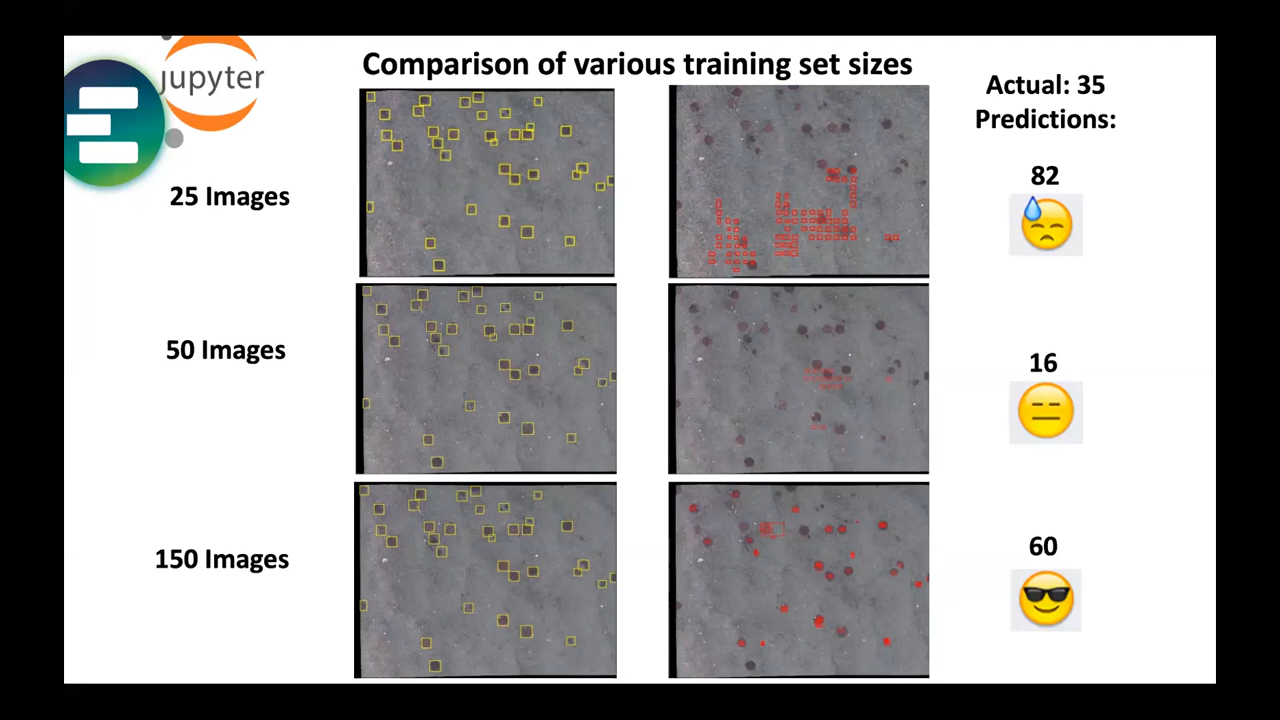 jupyter
Comparison of various training set sizes
Actual: 35
Predictions:
25 Images
82
50 Images
16
150 Images
60